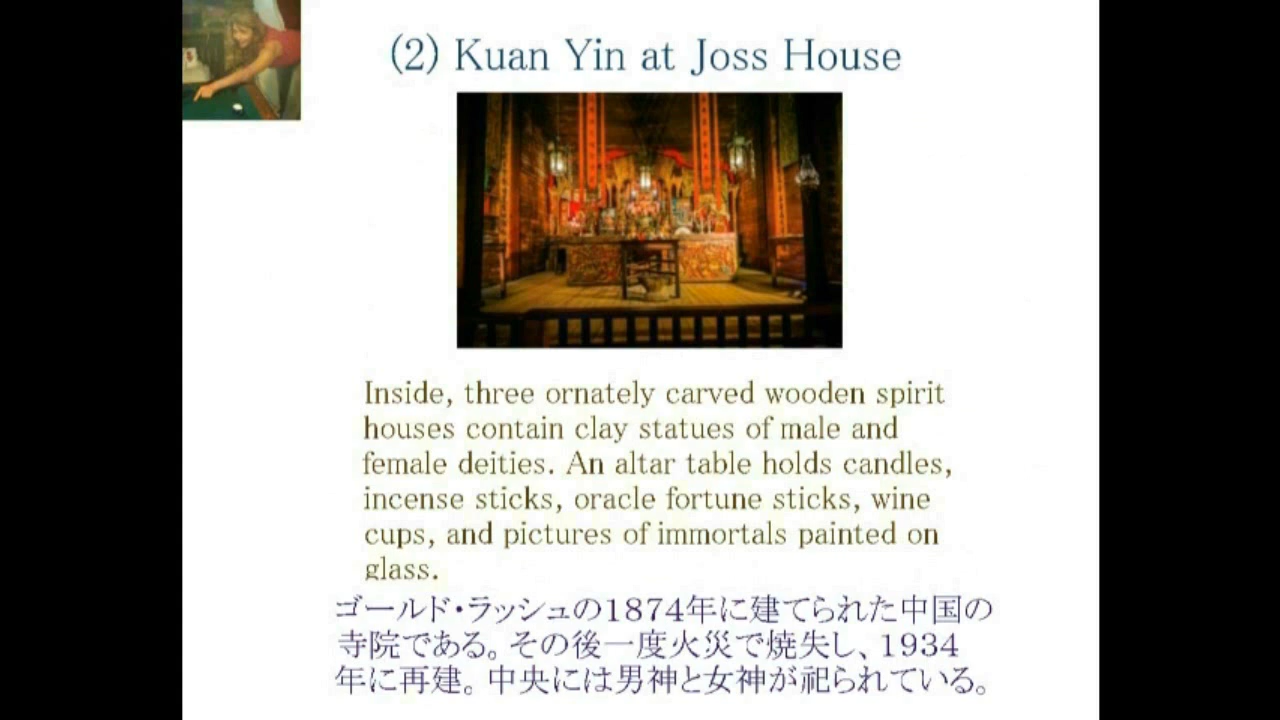 (2) Kuan Yin at Joss House
Inside, three ornately carved wooden spirit
houses contain clay statues of male and
female deities. An altar table holds candles,
incense sticks, oracle fortune sticks, wine
cups, and pictures of immortals painted on
glass.
ゴールド・ラッシュの1874年に建てられた中国の
寺院である。その後一度火災で焼失し、1934
年に再建。中央には男神と女神が祀られている。